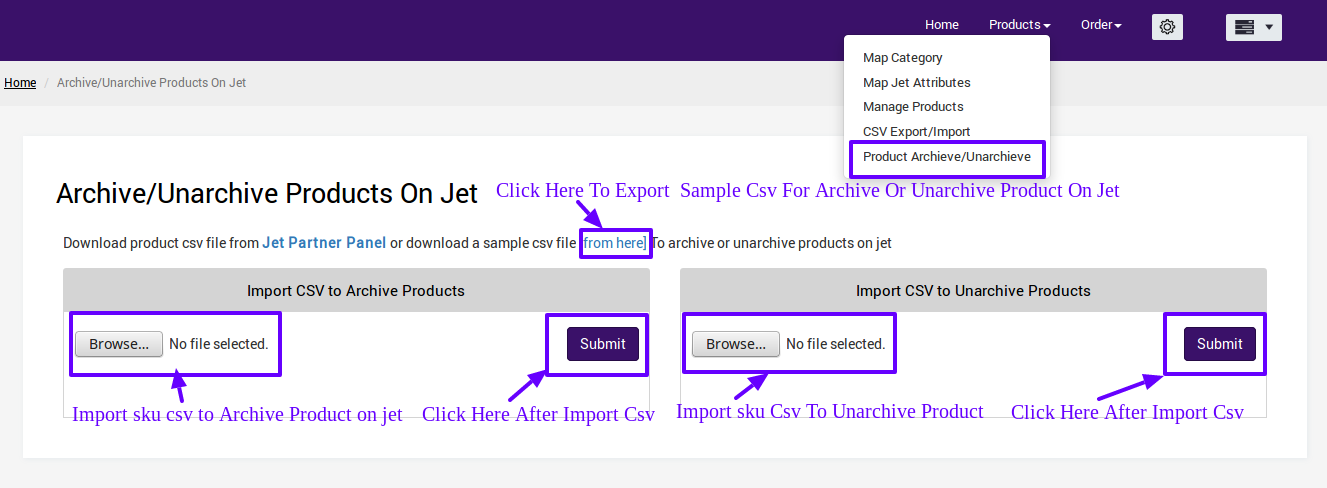 Home Products Order
Map Category
Map Jet Attributes
Manage Products
CSV Export/Import
Product Archieve/Unarchieve
Home / Archive/Unarchive Products On Jet
Archive/Unarchive Products On Jet
Click Here To Export Sample Csv For Archive Or Unarchive Product On Jet
Download product csv file from Jet Partner Panel or download a sample csv file [from here] To archive or unarchive products on jet
Import CSV to Archive Products
Browse... No file selected. Submit
Import sku csv to Archive Product on jet Click Here After Import Csv
Import CSV to Unarchive Products
Browse... No file selected. Submit
Import sku Csv To Unarchive Product Click Here After Import Csv